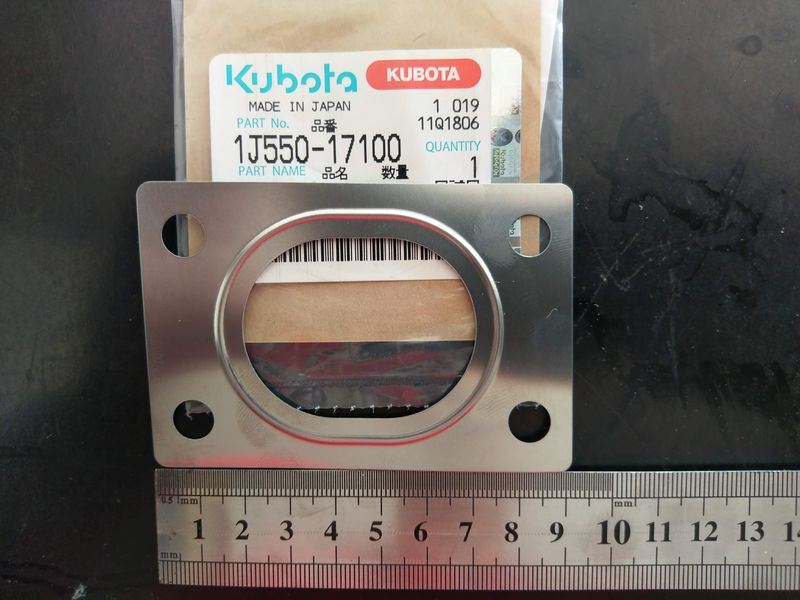 Kubota KUBOTA
MADE IN JAPAN 1 019
PART No. 品番 11Q1806
1J550-17100 QUANTITY
PART NAME 品名 数量 1
0.5 mm mm
1 2 3 4 5 6 7 8 9 10 11 12 13 14
mm